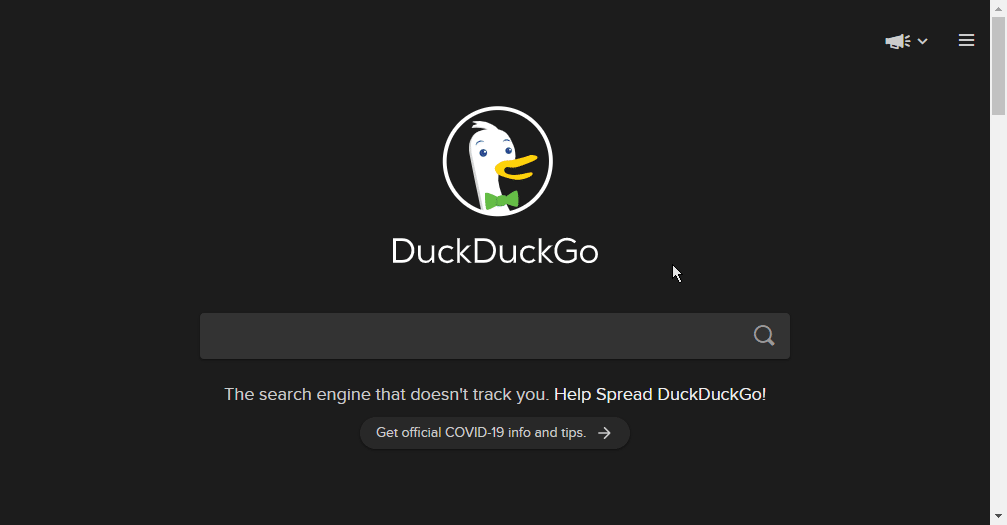 DuckDuckGo
The search engine that doesn't track you. Help Spread DuckDuckGo!
Get official COVID-19 info and tips.